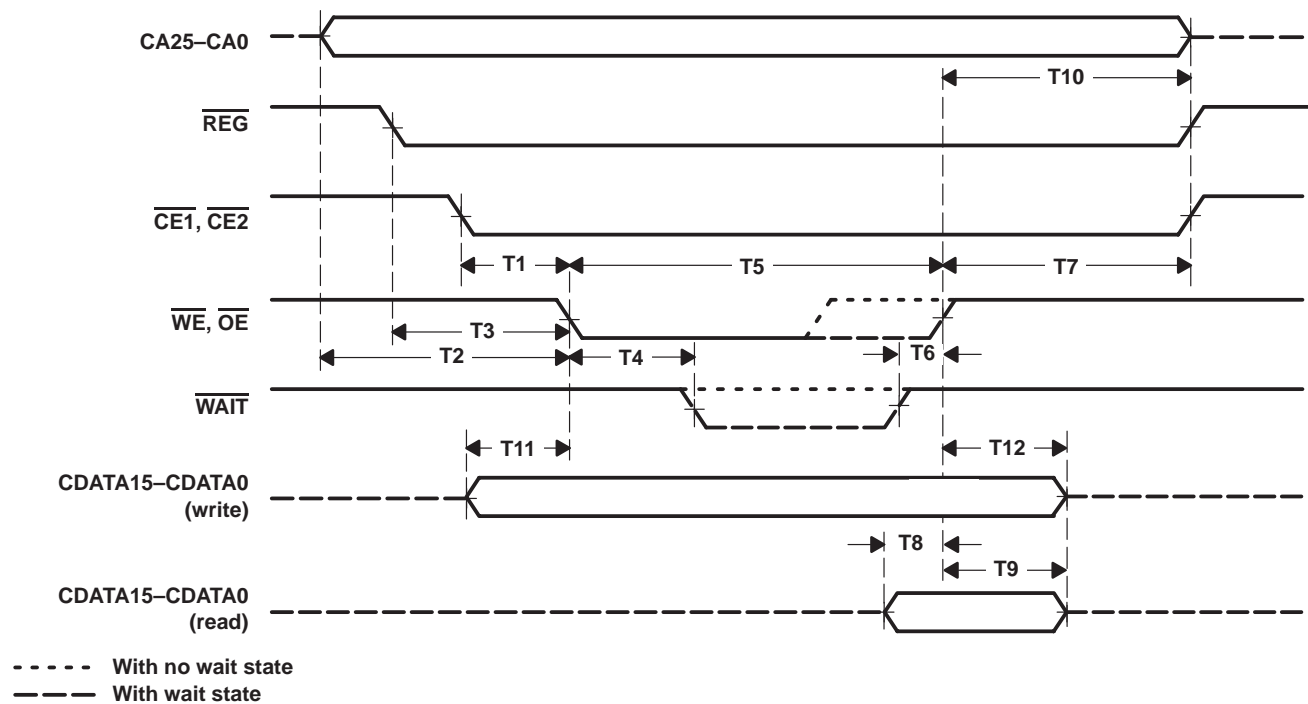 CA25–CA0
T10
REG
CE1, CE2
T1
T5
T7
WE, OE
T3
T6
T2
T4
WAIT
T11
T12
CDATA15–CDATA0
(write)
T8
T9
CDATA15–CDATA0
(read)
With no wait state
With wait state